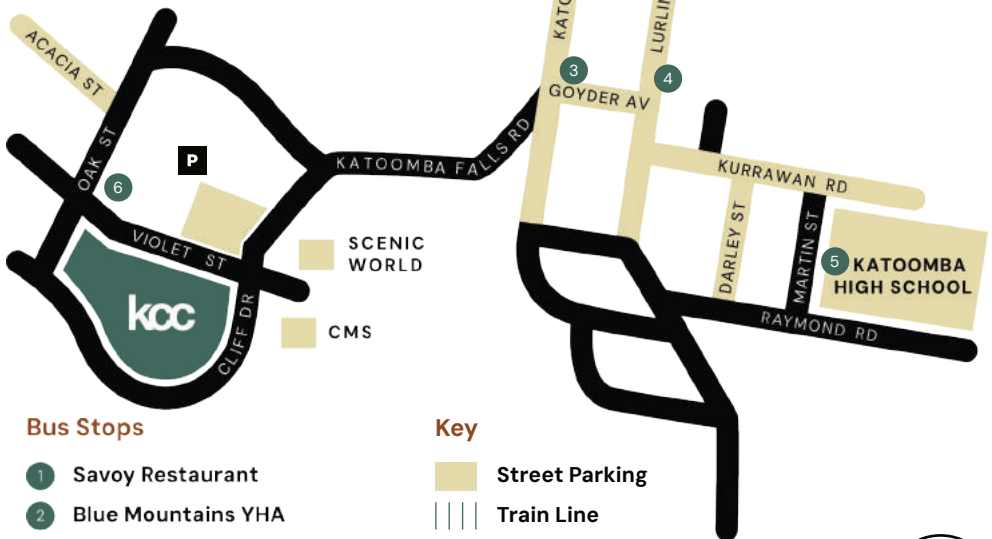 KATO
LURLIN
ACACIA ST
3
4
GOYDER AV
OAK ST
P
KATOOMBA FALLS RD
KURRAWAN RD
6
VIOLET ST
SCENIC
WORLD
DARLEY ST
MARTIN ST
5
KATOOMBA
HIGH SCHOOL
kcc
CLIFF DR
CMS
RAYMOND RD
Bus Stops
1 Savoy Restaurant
2 Blue Mountains YHA
Key
Street Parking
Train Line